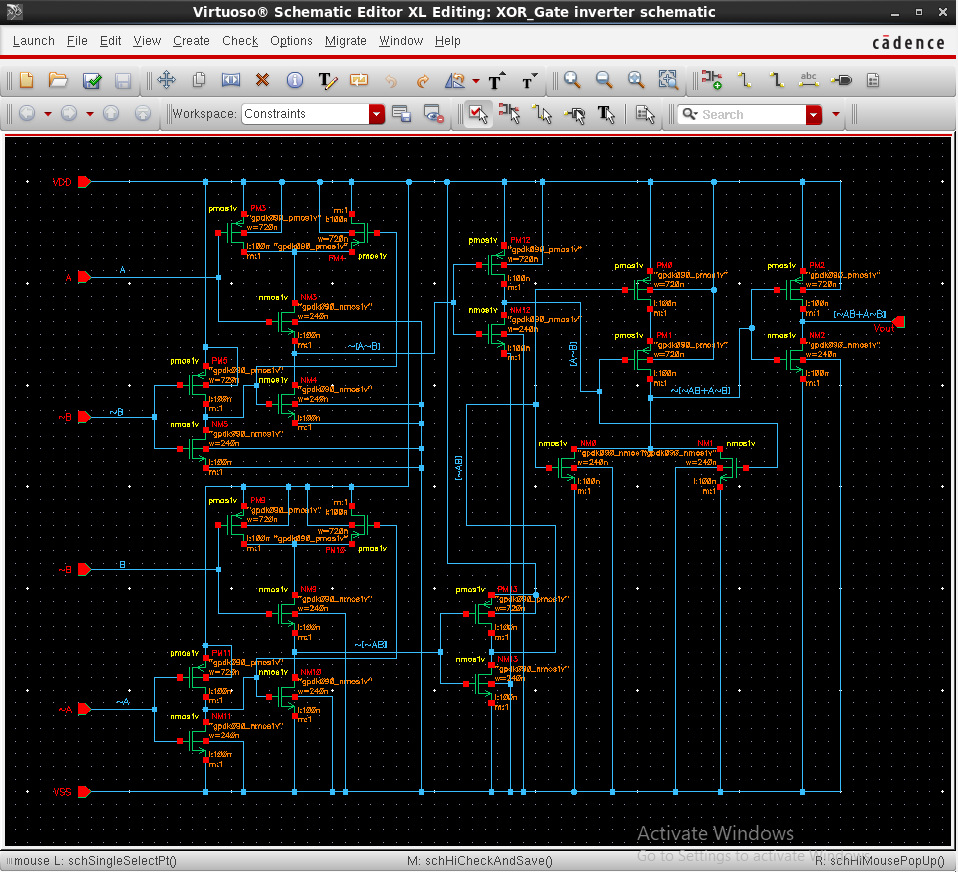 Virtuoso® Schematic Editor XL Editing: XOR_Gate inverter schematic
Launch File Edit View Create Check Options Migrate Window Help
cādence
Workspace: Constraints
Search
VDD
A
A
~B
~B
~B
B
~A
~A
VSS
pmos1v
PM3
"gpdk090_pmos1v"
w=720n
l:100n
m:1
m:1
l:100n
w=720n
"gpdk090_pmos1v"
PM4
pmos1v
nmos1v
NM3
"gpdk090_nmos1v"
w=240n
l:100n
m:1
~[A~B]
pmos1v
PM5
"gpdk090_pmos1v"
w=720n
l:100n
m:1
nmos1v
NM4
"gpdk090_nmos1v"
w=240n
l:100n
m:1
nmos1v
"gpdk090_nmos1v"
l:100n
m:1
pmos1v
"gpdk090_pmos1v"
w=720n
l:100n
m:1
m:1
l:100n
w=720n
"gpdk090_pmos1v"
PM10
pmos1v
nmos1v
NM9
"gpdk090_nmos1v"
w=240n
l:100n
m:1
~[~AB]
pmos1v
PM11
"gpdk090_pmos1v"
w=720n
l:100n
m:1
nmos1v
NM10
"gpdk090_nmos1v"
w=240n
l:100n
m:1
nmos1v
NM11
"gpdk090_nmos1v"
l:100n
m:1
pmos1v
PM12
"gpdk090_pmos1v"
w=720n
l:100n
m:1
nmos1v
NM12
"gpdk090_nmos1v"
w=240n
l:100n
m:1
[A~B]
[~AB]
pmos1v
PM13
"gpdk090_pmos1v"
w=720n
l:100n
m:1
nmos1v
NM13
"gpdk090_nmos1v"
w=240n
l:100n
m:1
pmos1v
PM0
"gpdk090_pmos1v"
w=720n
l:100n
m:1
pmos1v
PM1
"gpdk090_pmos1v"
w=720n
l:100n
m:1
~[~AB+A~B]
nmos1v
NM0
"gpdk090_nmos1v"
w=240n
l:100n
m:1
NM1
nmos1v
"gpdk090_nmos1v"
w=240n
l:100n
m:1
pmos1v
PM2
"gpdk090_pmos1v"
w=720n
l:100n
m:1
[~AB+A~B]
Vout
nmos1v
NM2
"gpdk090_nmos1v"
w=240n
l:100n
m:1
Activate Windows
Go to Settings to activate Windows.
mouse L: schSingleSelectPt()
M: schHiCheckAndSave()
R: schHiMousePopUp()